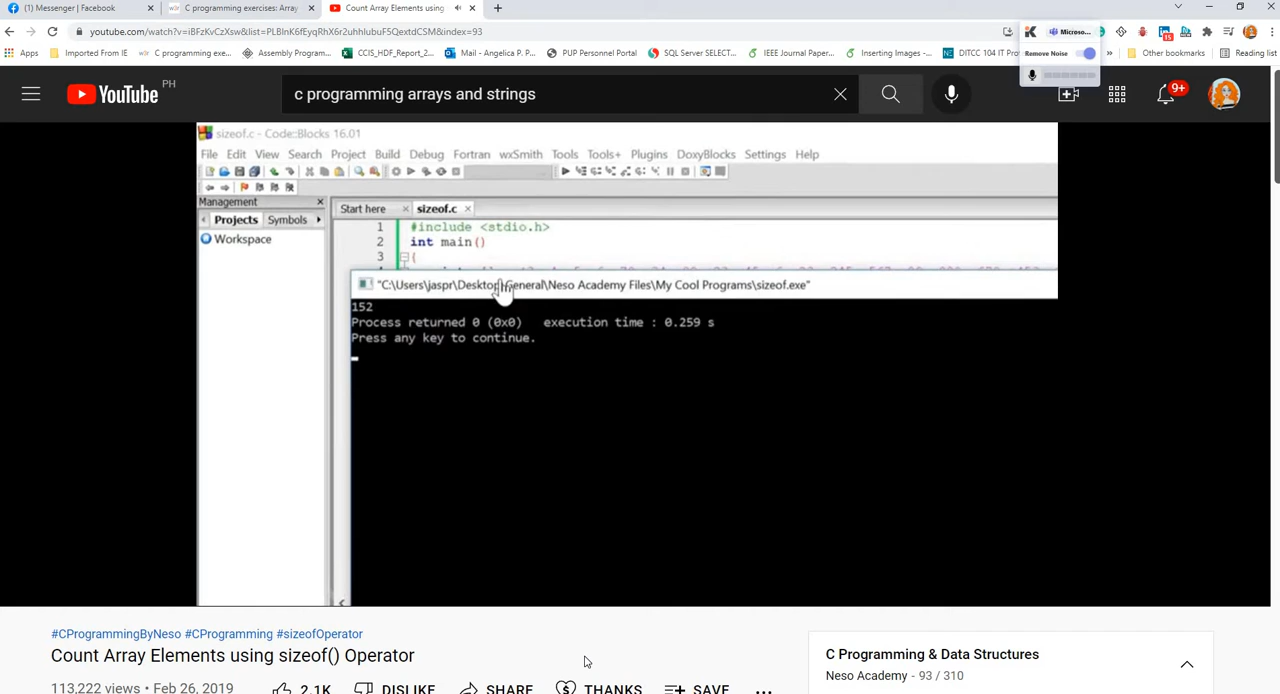 (1) Messenger | Facebook
C programming exercises: Array
Count Array Elements using
youtube.com/watch?v=iBFzKvCzXsw&list=PLBlnK6fEyqRhX6r2uhhlubuF5QextdCSM&index=93
Microso...
Apps
Imported From IE
C programming exe...
Assembly Program...
CCIS_HDF_Report_2...
Mail - Angelica P. P...
PUP Personnel Portal
SQL Server SELECT...
IEEE Journal Paper...
Inserting Images -...
DITCC 104 IT Pro
Remove Noise
»
Other bookmarks
Reading list
15
YouTube
PH
c programming arrays and strings
9+
sizeof.c - Code::Blocks 16.01
File Edit View Search Project Build Debug Fortran wxSmith Tools Tools+ Plugins DoxyBlocks Settings Help
Management
Start here
sizeof.c
Projects
Symbols
Workspace
1 #include <stdio.h>
2 int main()
3 {
"C:\Users\jaspr\Desktop\General\Neso Academy Files\My Cool Programs\sizeof.exe"
152
Process returned 0 (0x0) execution time : 0.259 s
Press any key to continue.
#CProgrammingByNeso #CProgramming #sizeofOperator
Count Array Elements using sizeof() Operator
113,222 views • Feb 26, 2019
2.1K
DISLIKE
SHARE
THANKS
SAVE
...
C Programming & Data Structures
Neso Academy - 93 / 310